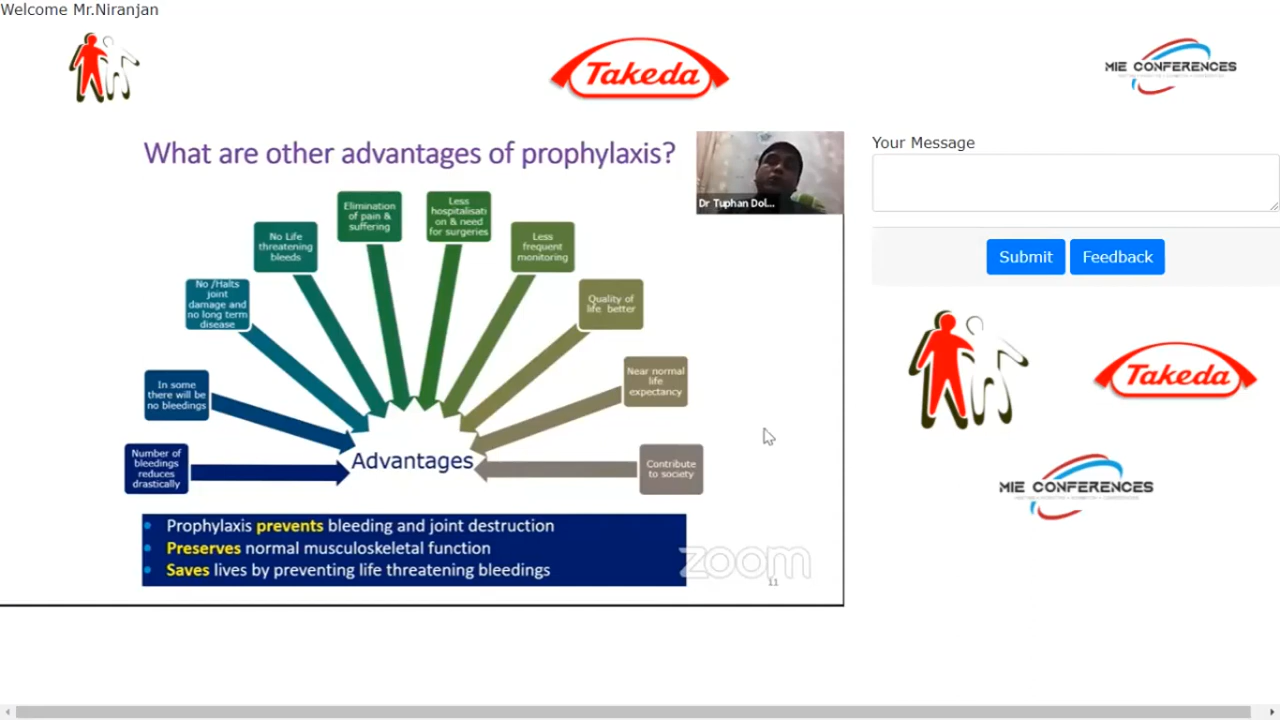 Welcome Mr.Niranjan
Takeda
MIE CONFERENCES
What are other advantages of prophylaxis?
Dr Tuphan Dol...
Your Message
Submit
Feedback
Number of
bleedings
reduces
drastically
In some
there will be
no bleedings
No /Halts
joint
damage and
no long term
disease
No Life
threatening
bleeds
Elimination
of pain &
suffering
Less
hospitalisati
on & need
for surgeries
Less
frequent
monitoring
Quality of
life better
Near normal
life
expectancy
Contribute
to society
Advantages
Takeda
MIE CONFERENCES
Prophylaxis prevents bleeding and joint destruction
Preserves normal musculoskeletal function
Saves lives by preventing life threatening bleedings
zoom
11